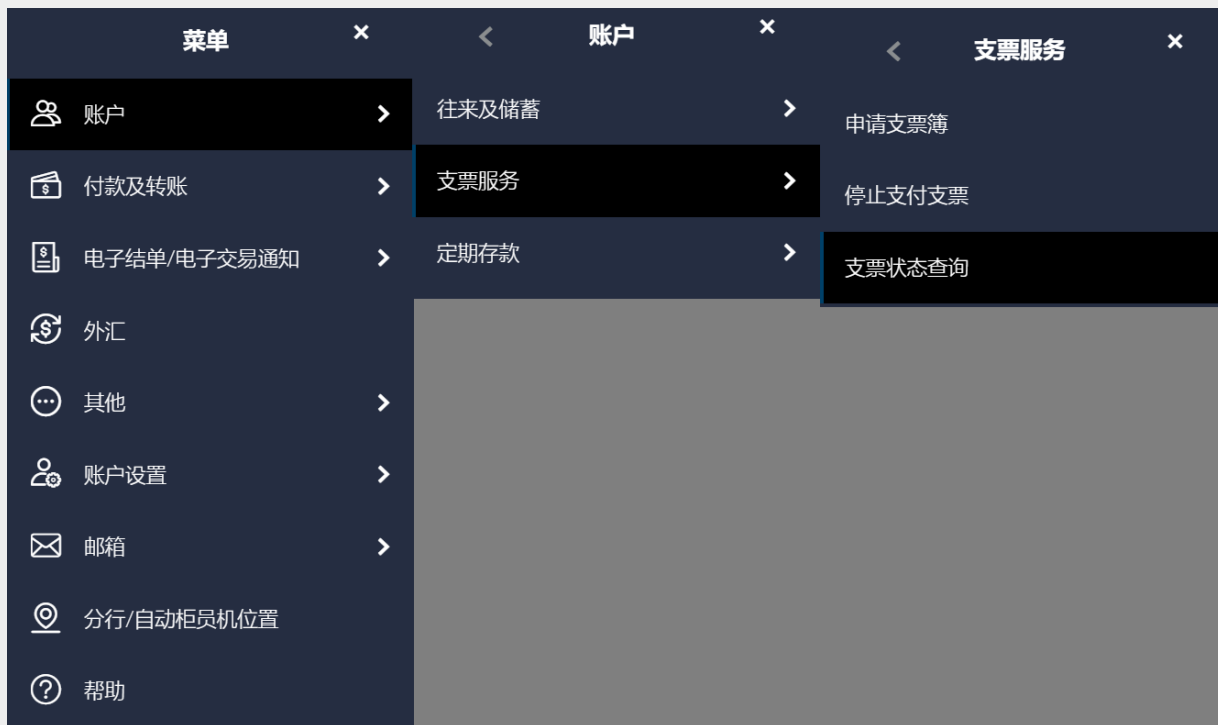 菜单
账户
付款及转账
电子结单/电子交易通知
外汇
其他
账户设置
邮箱
分行/自动柜员机位置
帮助
账户
往来及储蓄
支票服务
定期存款
支票服务
申请支票簿
停止支付支票
支票状态查询